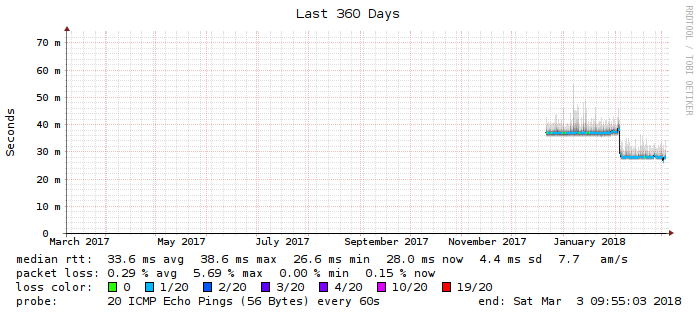 Last 360 Days
RRDTOOL / TOBI OETIKER
Seconds
70 m
60 m
50 m
40 m
30 m
20 m
10 m
0
March 2017 May 2017 July 2017 September 2017 November 2017 January 2018
median rtt: 33.6 ms avg 38.6 ms max 26.6 ms min 28.0 ms now 4.4 ms sd 7.7 am/s
packet loss: 0.29 % avg 5.69 % max 0.00 % min 0.15 % now
loss color: 0 1/20 2/20 3/20 4/20 10/20 19/20
probe: 20 ICMP Echo Pings (56 Bytes) every 60s end: Sat Mar 3 09:55:03 2018